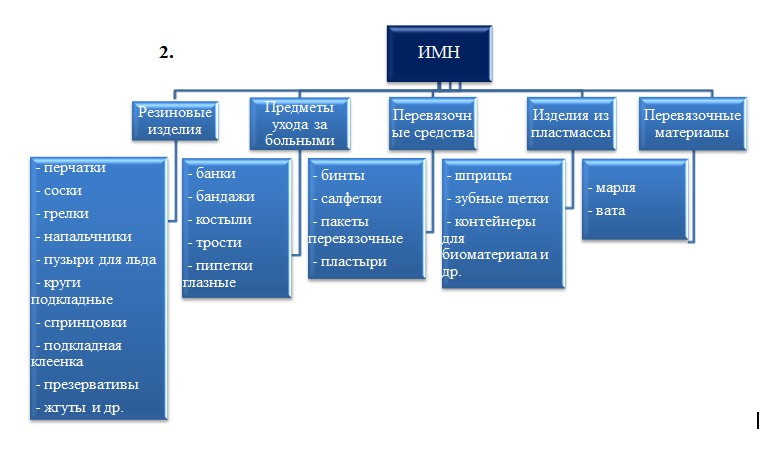 2.
ИМН
Резиновые
изделия
- перчатки
- соски
- грелки
- напальчники
- пузыри для льда
- круги
подкладные
- спринцовки
- подкладная
клеенка
- презервативы
- жгуты и др.
Предметы
ухода за
больными
- банки
- бандажи
- костыли
- трости
- пипетки
глазные
Перевязочн
ые средства
- бинты
- салфетки
- пакеты
перевязочные
- пластыри
Изделия из
пластмассы
- шприцы
- зубные щетки
- контейнеры
для
биоматериала и
др.
Перевязочные
материалы
- марля
- вата